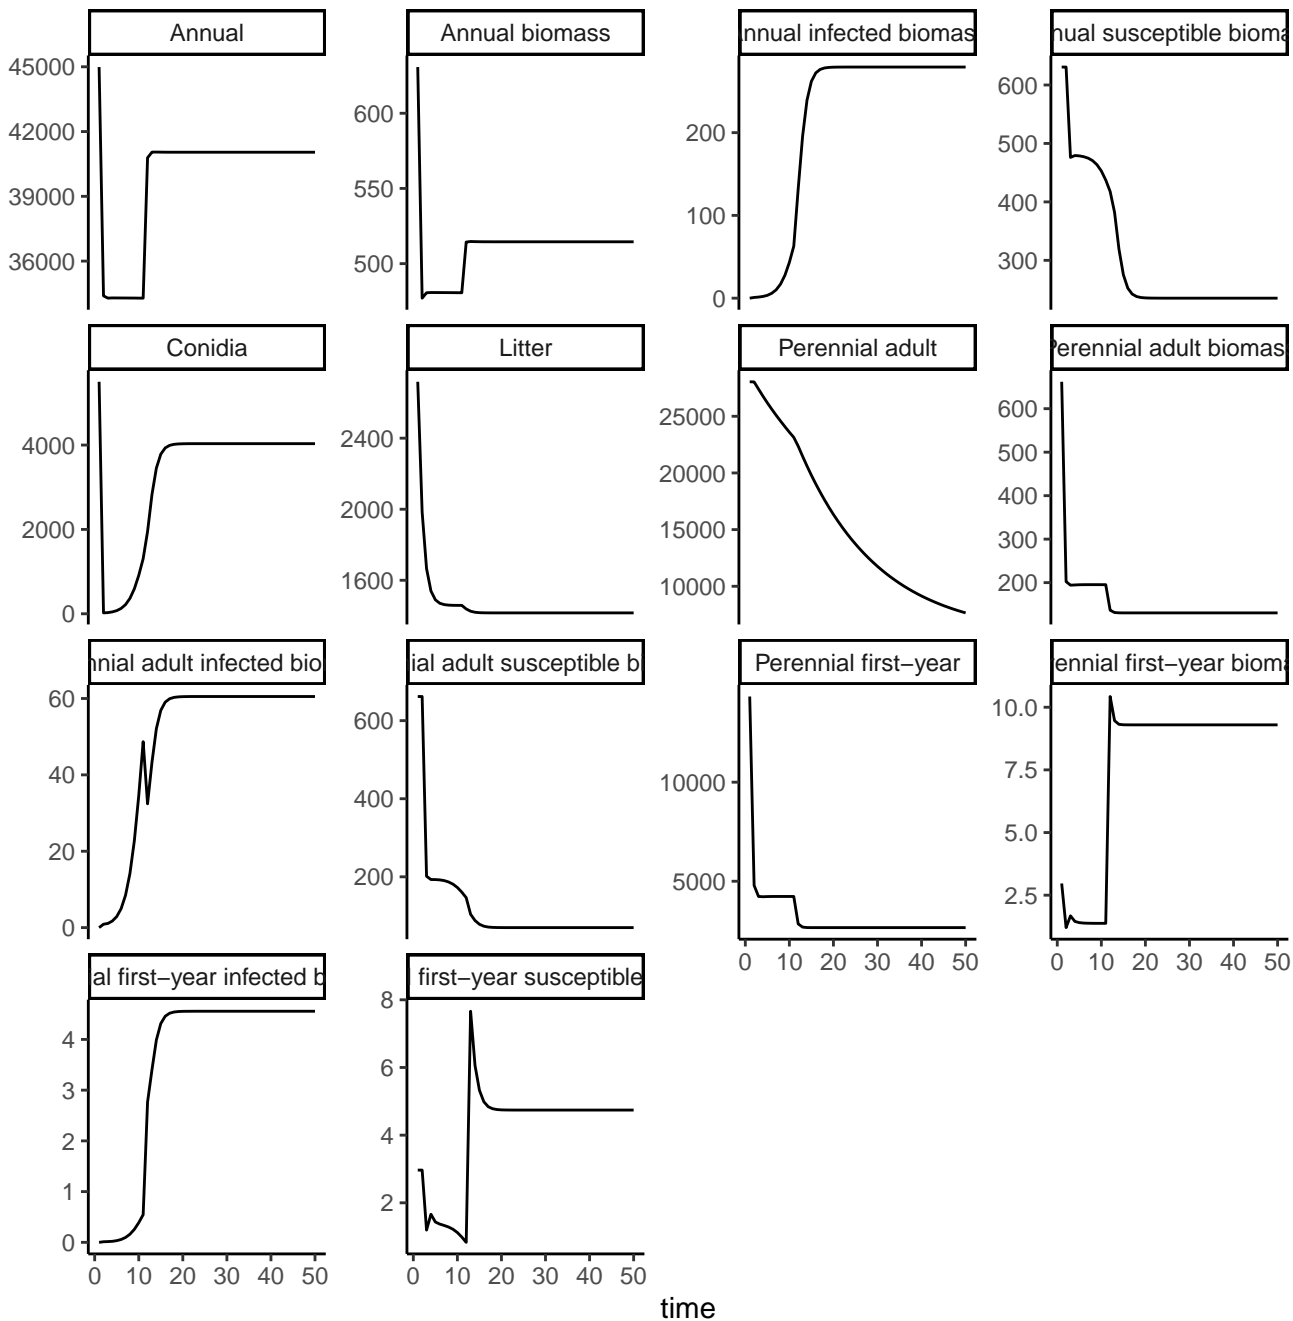 Annual
Annual biomass
nnual infected biomas
nual susceptible bioma
45000
42000
39000
36000
600
550
500
200
100
0
600
500
400
300
Conidia
Litter
Perennial adult
Perennial adult biomas
4000
2000
0
2400
2000
1600
25000
20000
15000
10000
600
500
400
300
200
nnial adult infected bio
ial adult susceptible bi
Perennial first−year
ennial first−year bioma
60
40
20
0
600
400
200
10000
5000
10.0
7.5
5.0
2.5
0 10 20 30 40 50
0 10 20 30 40 50
al first−year infected b
first−year susceptible
4
3
2
1
0
8
6
4
2
0 10 20 30 40 50
0 10 20 30 40 50
time